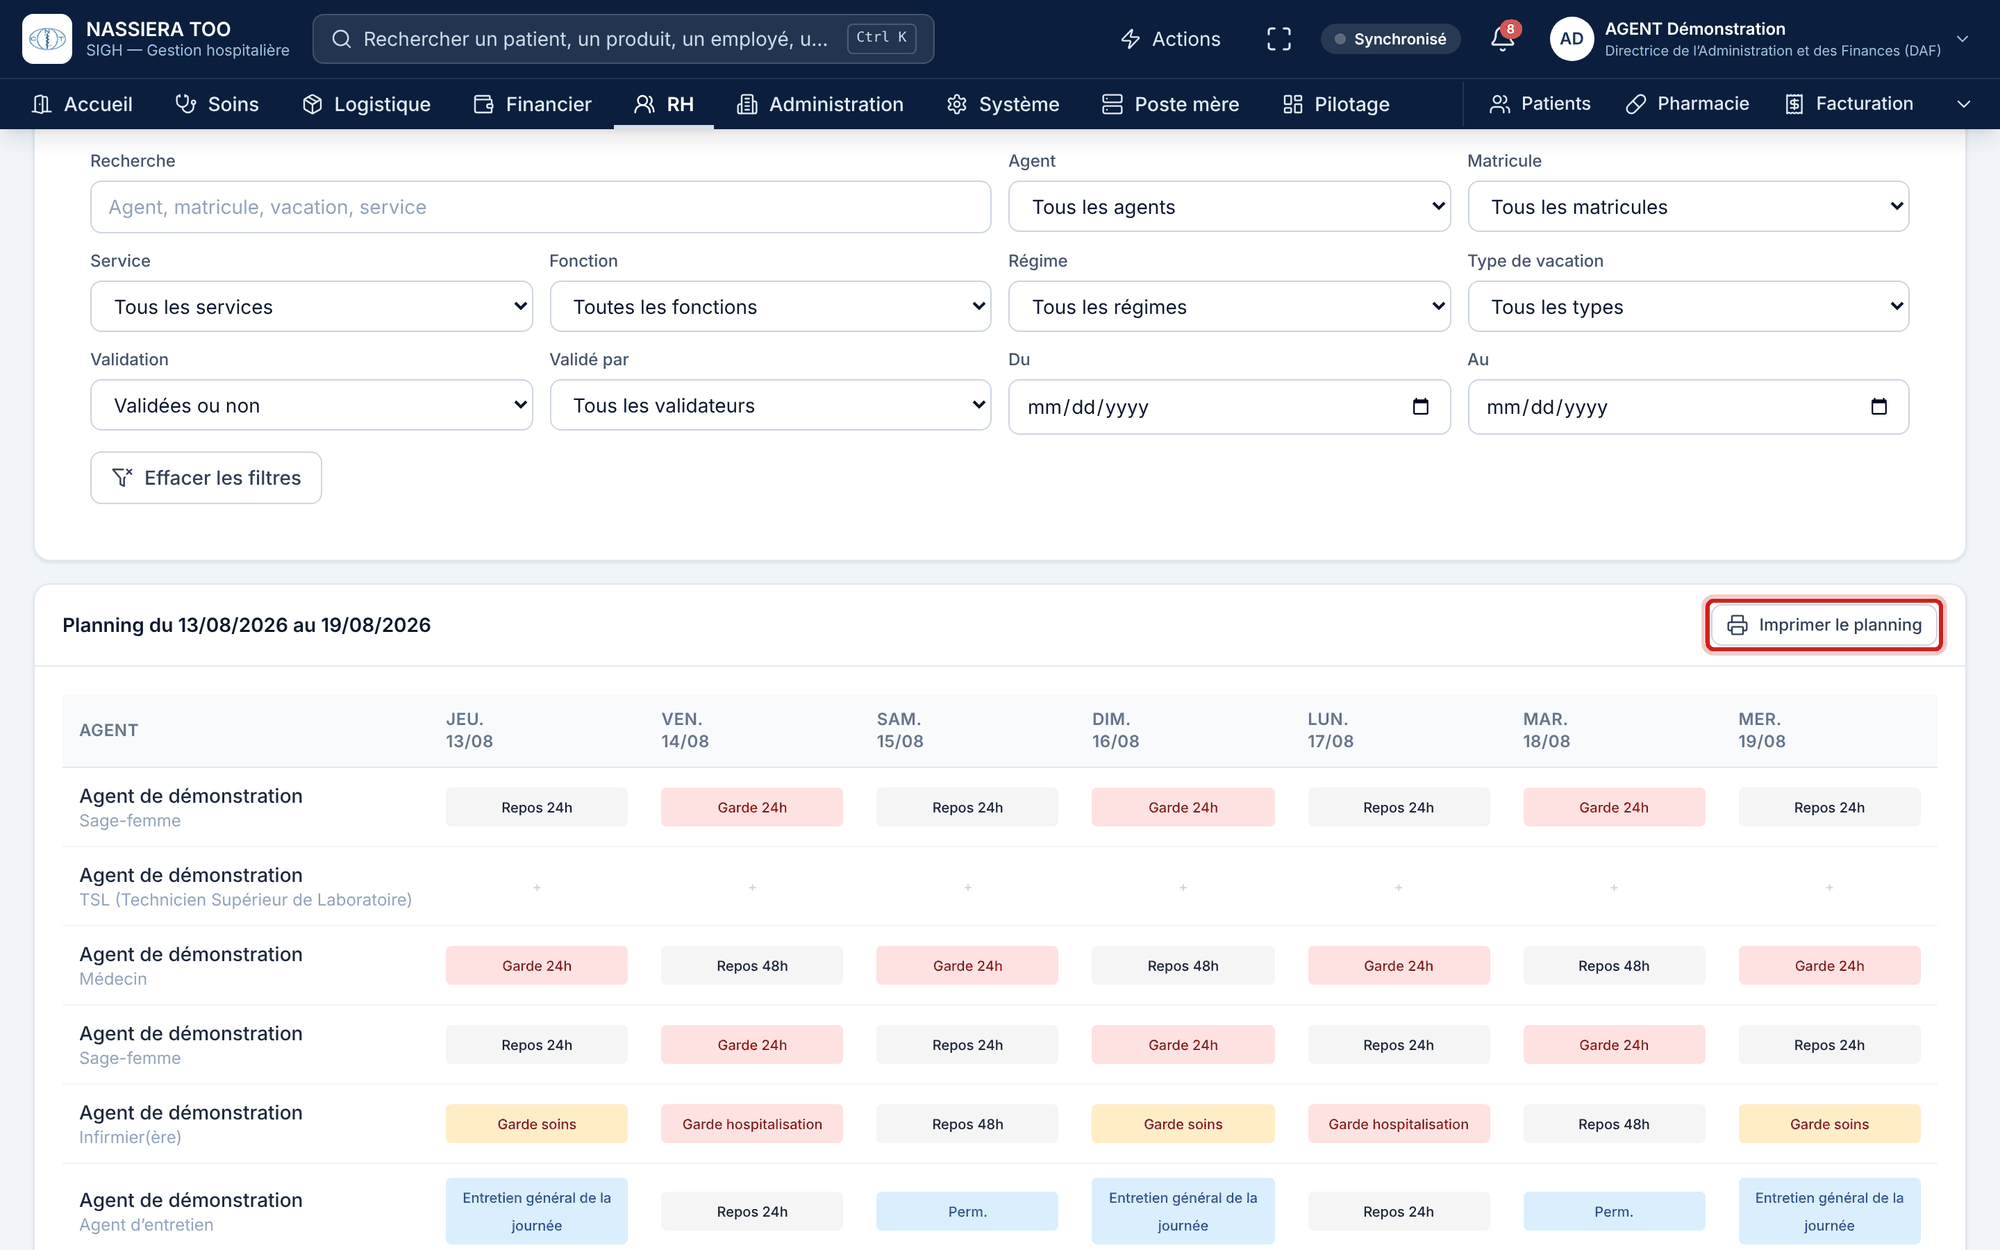 NASSIERA TOO
SIGH — Gestion hospitalière
Rechercher un patient, un produit, un employé, u...
Ctrl K
Actions
Synchronisé
8
AD
AGENT Démonstration
Directrice de l'Administration et des Finances (DAF)
Accueil
Soins
Logistique
Financier
RH
Administration
Système
Poste mère
Pilotage
Patients
Pharmacie
Facturation
Recherche
Agent
Matricule
Agent, matricule, vacation, service
Tous les agents
Tous les matricules
Service
Fonction
Régime
Type de vacation
Tous les services
Toutes les fonctions
Tous les régimes
Tous les types
Validation
Validé par
Du
Au
Validées ou non
Tous les validateurs
mm/dd/yyyy
mm/dd/yyyy
Effacer les filtres
Planning du 13/08/2026 au 19/08/2026
Imprimer le planning
AGENT
JEU.
13/08
VEN.
14/08
SAM.
15/08
DIM.
16/08
LUN.
17/08
MAR.
18/08
MER.
19/08
Agent de démonstration
Sage-femme
Repos 24h
Garde 24h
Repos 24h
Garde 24h
Repos 24h
Garde 24h
Repos 24h
Agent de démonstration
TSL (Technicien Supérieur de Laboratoire)
+
+
+
+
+
+
+
Agent de démonstration
Médecin
Garde 24h
Repos 48h
Garde 24h
Repos 48h
Garde 24h
Repos 48h
Garde 24h
Agent de démonstration
Sage-femme
Repos 24h
Garde 24h
Repos 24h
Garde 24h
Repos 24h
Garde 24h
Repos 24h
Agent de démonstration
Infirmier(ère)
Garde soins
Garde hospitalisation
Repos 48h
Garde soins
Garde hospitalisation
Repos 48h
Garde soins
Agent de démonstration
Agent d'entretien
Entretien général de la
journée
Repos 24h
Perm.
Entretien général de la
journée
Repos 24h
Perm.
Entretien général de la
journée